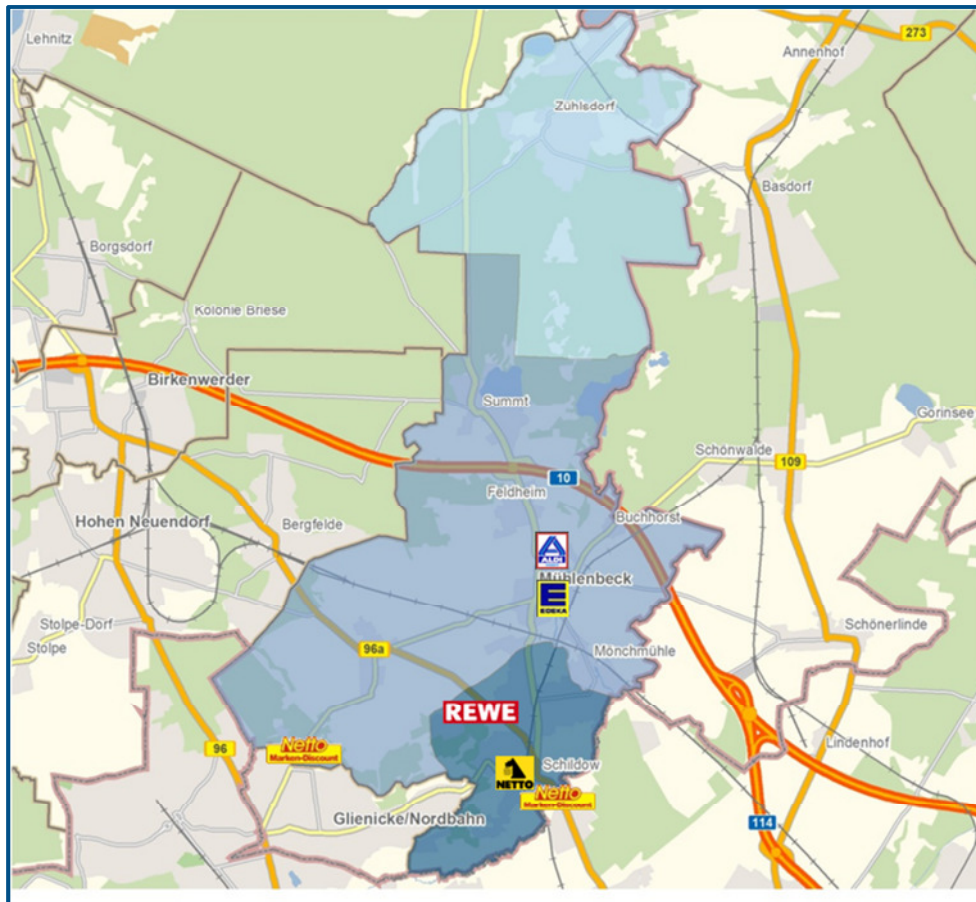 Lehnitz
273
Annenhof
Zühlsdorf
Basdorf
Borgsdorf
Kolonie Briese
Birkenwerder
Summt
Gorinsee
Schönwalde
109
10
Feldheim
Buchhorst
Hohen Neuendorf
Bergfelde
ALDI
Mühlenbeck
E
EDEKA
Stolpe-Dorf
Stolpe
Schönerlinde
96a
Mönchmühle
REWE
96
Netto
Marken-Discount
Lindenhof
Schildow
NETTO
Netto
Marken-Discount
Glienicke/Nordbahn
114